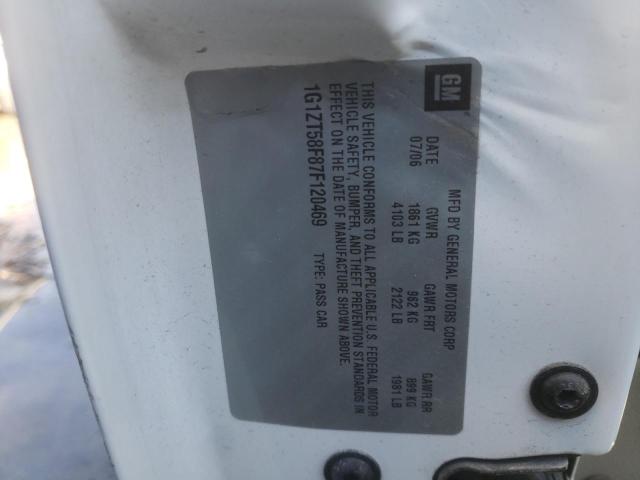 GM
MFD BY GENERAL MOTORS CORP
DATE GVWR GAWR FRT GAWR RR
07/06 1861 KG 962 KG 899 KG
4103 LB 2122 LB 1981 LB
THIS VEHICLE CONFORMS TO ALL APPLICABLE U.S. FEDERAL MOTOR
VEHICLE SAFETY, BUMPER, AND THEFT PREVENTION STANDARDS IN
EFFECT ON THE DATE OF MANUFACTURE SHOWN ABOVE.
1G1ZT58F87F120469 TYPE: PASS CAR